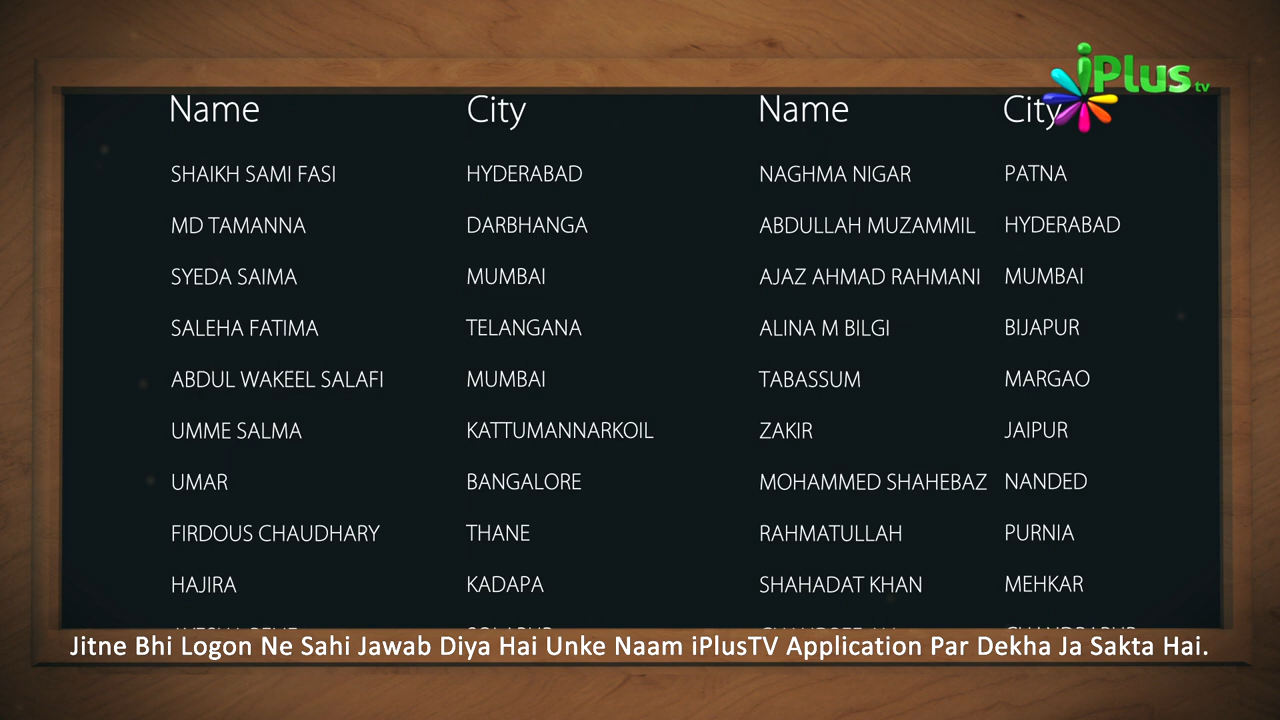 iPlus tv
Name City Name City
SHAIKH SAMI FASI HYDERABAD NAGHMA NIGAR PATNA
MD TAMANNA DARBHANGA ABDULLAH MUZAMMIL HYDERABAD
SYEDA SAIMA MUMBAI AJAZ AHMAD RAHMANI MUMBAI
SALEHA FATIMA TELANGANA ALINA M BILGI BIJAPUR
ABDUL WAKEEL SALAFI MUMBAI TABASSUM MARGAO
UMME SALMA KATTUMANNARKOIL ZAKIR JAIPUR
UMAR BANGALORE MOHAMMED SHAHEBAZ NANDED
FIRDOUS CHAUDHARY THANE RAHMATULLAH PURNIA
HAJIRA KADAPA SHAHADAT KHAN MEHKAR
Jitne Bhi Logon Ne Sahi Jawab Diya Hai Unke Naam iPlusTV Application Par Dekha Ja Sakta Hai.